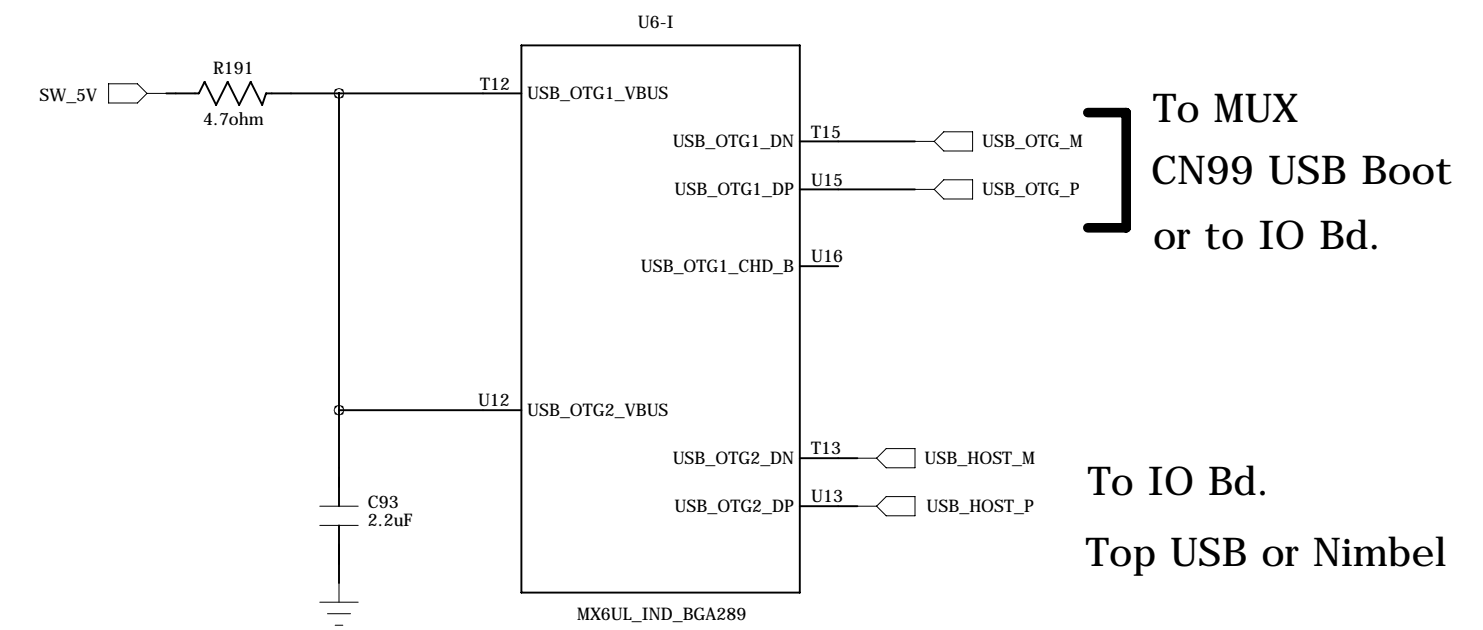 U6-I
R191
SW_5V
4.7ohm
T12
USB_OTG1_VBUS
USB_OTG1_DN
T15
USB_OTG_M
USB_OTG1_DP
U15
USB_OTG_P
To MUX
CN99 USB Boot
or to IO Bd.
USB_OTG1_CHD_B
U16
U12
USB_OTG2_VBUS
USB_OTG2_DN
T13
USB_HOST_M
USB_OTG2_DP
U13
USB_HOST_P
To IO Bd.
Top USB or Nimbel
C93
2.2uF
MX6UL_IND_BGA289